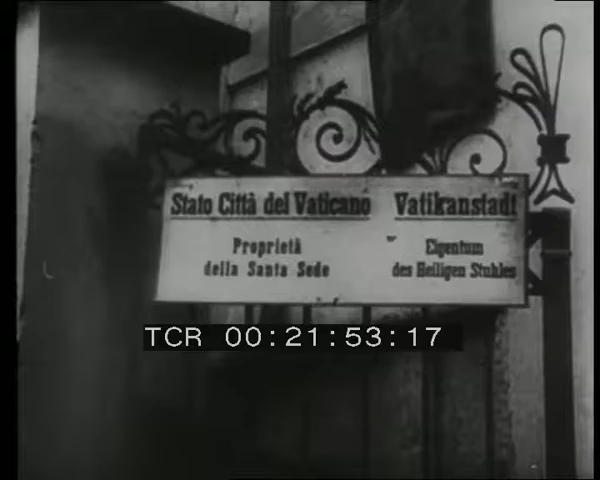 Stato Città del Vaticano
Proprietà
della Santa Sede
Vatikanstadt
Eigentum
des Heiligen Stuhles
TCR 00:21:53:17